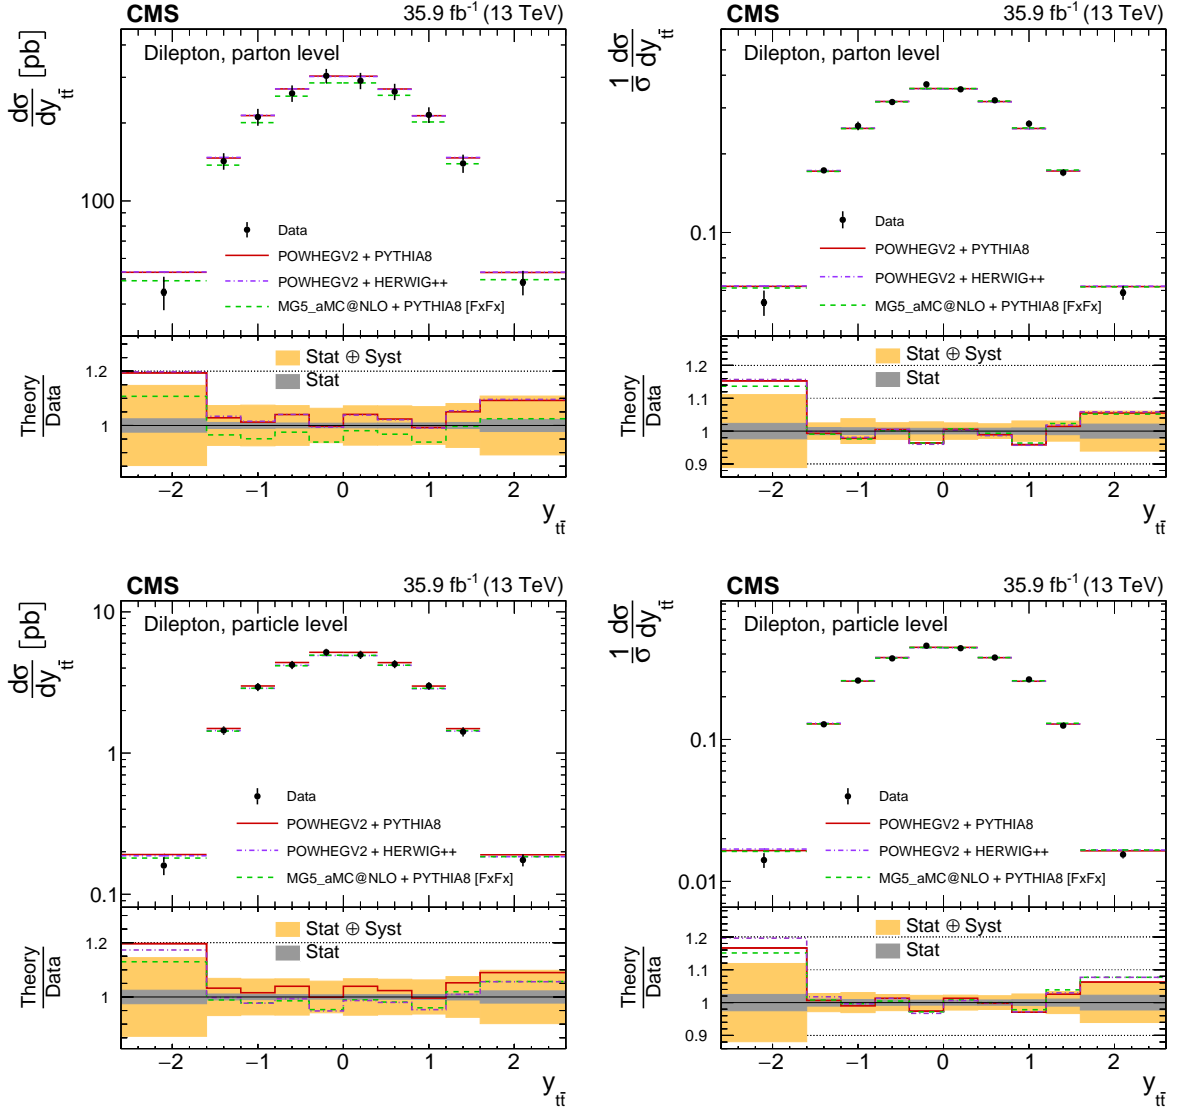 CMS 35.9 fb⁻¹ (13 TeV)
dσ/dy_tt̄ [pb]
Dilepton, parton level
100
Data
POWHEGV2 + PYTHIA8
POWHEGV2 + HERWIG++
MG5_aMC@NLO + PYTHIA8 [FxFx]
Theory/Data
Stat ⊕ Syst
Stat
1.2
1
−2 −1 0 1 2
y_tt̄
CMS 35.9 fb⁻¹ (13 TeV)
1/σ dσ/dy_tt̄
Dilepton, parton level
0.1
Data
POWHEGV2 + PYTHIA8
POWHEGV2 + HERWIG++
MG5_aMC@NLO + PYTHIA8 [FxFx]
Theory/Data
Stat ⊕ Syst
Stat
1.2
1.1
1
0.9
−2 −1 0 1 2
y_tt̄
CMS 35.9 fb⁻¹ (13 TeV)
dσ/dy_tt̄ [pb]
Dilepton, particle level
10
1
0.1
Data
POWHEGV2 + PYTHIA8
POWHEGV2 + HERWIG++
MG5_aMC@NLO + PYTHIA8 [FxFx]
Theory/Data
Stat ⊕ Syst
Stat
1.2
1
−2 −1 0 1 2
y_tt̄
CMS 35.9 fb⁻¹ (13 TeV)
1/σ dσ/dy_tt̄
Dilepton, particle level
0.1
0.01
Data
POWHEGV2 + PYTHIA8
POWHEGV2 + HERWIG++
MG5_aMC@NLO + PYTHIA8 [FxFx]
Theory/Data
Stat ⊕ Syst
Stat
1.2
1.1
1
0.9
−2 −1 0 1 2
y_tt̄